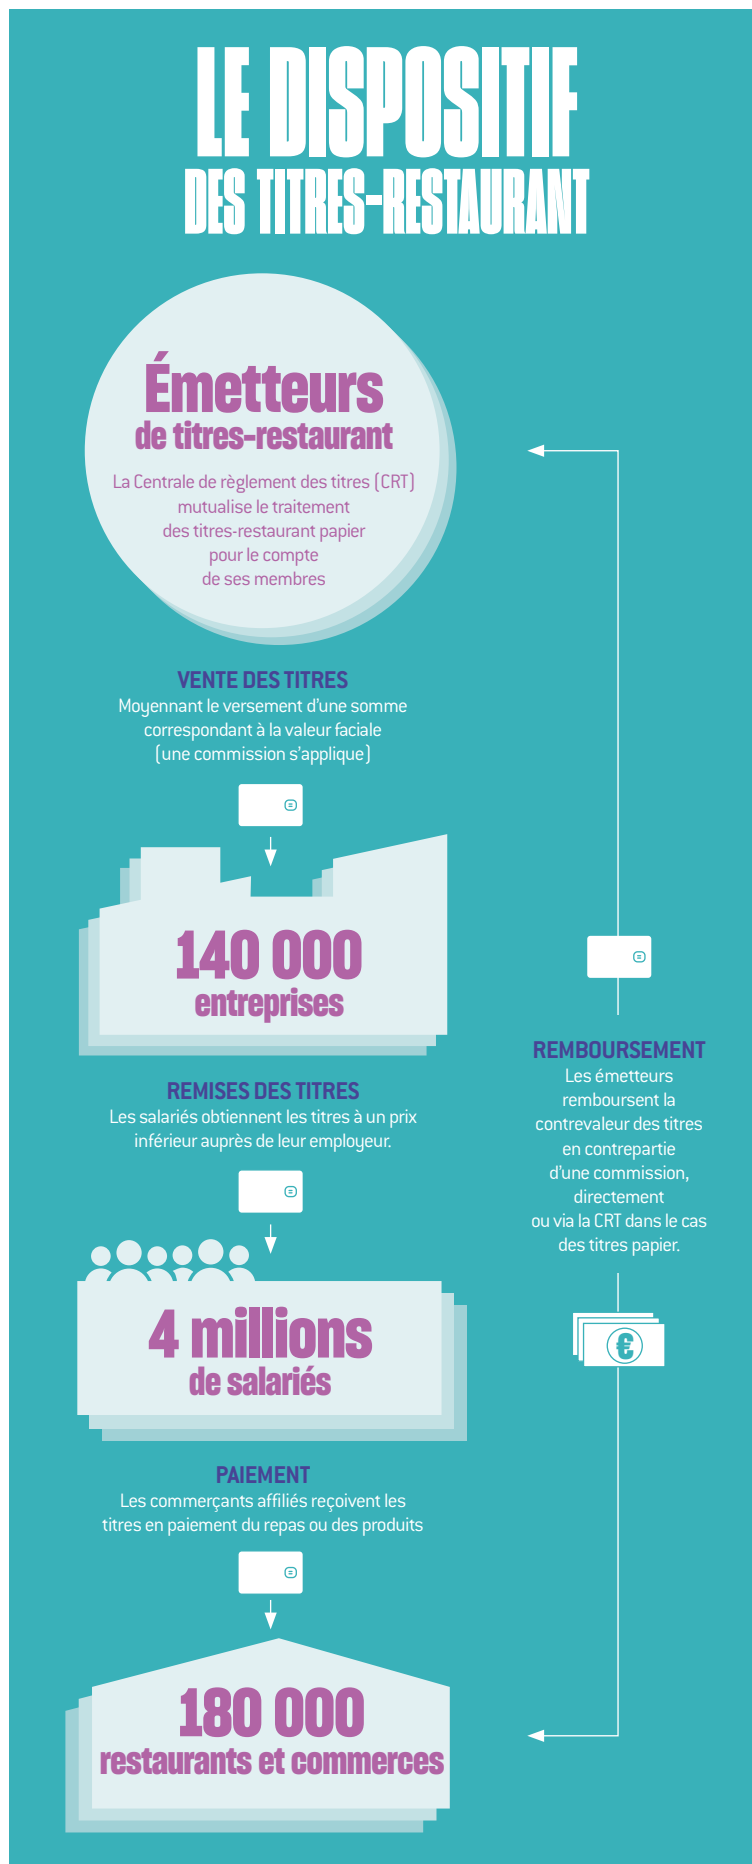 LE DISPOSITIF
DES TITRES-RESTAURANT
Émetteurs
de titres-restaurant
La Centrale de règlement des titres (CRT)
mutualise le traitement
des titres-restaurant papier
pour le compte
de ses membres
VENTE DES TITRES
Moyennant le versement d'une somme
correspondant à la valeur faciale
(une commission s'applique)
140 000
entreprises
REMISES DES TITRES
Les salariés obtiennent les titres à un prix
inférieur auprès de leur employeur.
4 millions
de salariés
PAIEMENT
Les commerçants affiliés reçoivent les
titres en paiement du repas ou des produits
180 000
restaurants et commerces
REMBOURSEMENT
Les émetteurs
remboursent la
contrevaleur des titres
en contrepartie
d'une commission,
directement
ou via la CRT dans le cas
des titres papier.
€